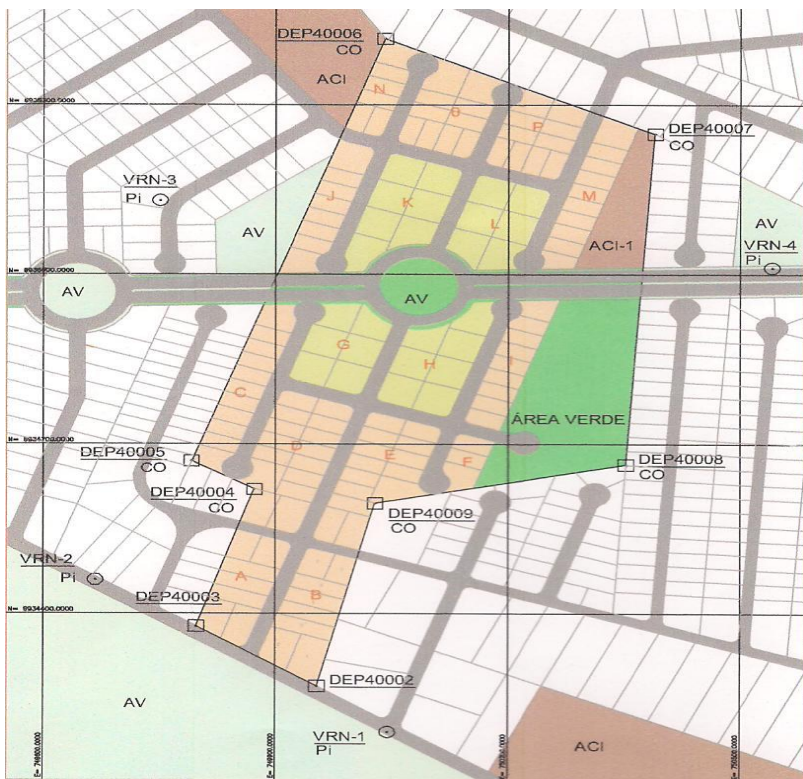 DEP40006
CO
ACI
N
O
P
DEP40007
CO
VRN-3
Pi
J
K
L
M
AV
ACI-1
AV
VRN-4
Pi
AV
AV
G
H
I
C
ÁREA VERDE
DEP40005
CO
D
E
F
DEP40004
CO
DEP40008
CO
DEP40009
CO
VRN-2
Pi
A
B
DEP40003
DEP40002
AV
VRN-1
Pi
ACI